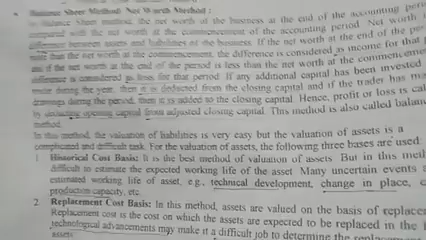 • Balance Sheet Method/ Net Worth Method :
In Balance Sheet method, the net worth of the business at the end of the accounting
compared with the net worth at the commencement of the accounting period. Net worth
difference between assets and liabilities of the business. If the net worth at the end of the
more than the net worth at the commencement, the difference is considered as income for that
and if the net worth at the end of the period is less than the net worth at the
difference is considered as loss for that period. If any additional capital has been invested
made during the year, then it is deducted from the closing capital and if the trader has
drawings during the period, then it is added to the closing capital. Hence, profit or loss is
by deducting opening capital from adjusted closing capital. This method is also called
method.
In this method, the valuation of liabilities is very easy but the valuation of assets is a
complicated and difficult task. For the valuation of assets, the following three bases are used
1. Historical Cost Basis: It is the best method of valuation of assets But in this
difficult to estimate the expected working life of the asset Many uncertain events
estimated working life of asset, e.g., technical development, change in place,
production capacity, etc.
2. Replacement Cost Basis: In this method, assets are valued on the basis of
Replacement cost is the cost on which the assets are expected to be replaced in the
technological advancements may make it a difficult job to determine the
assets